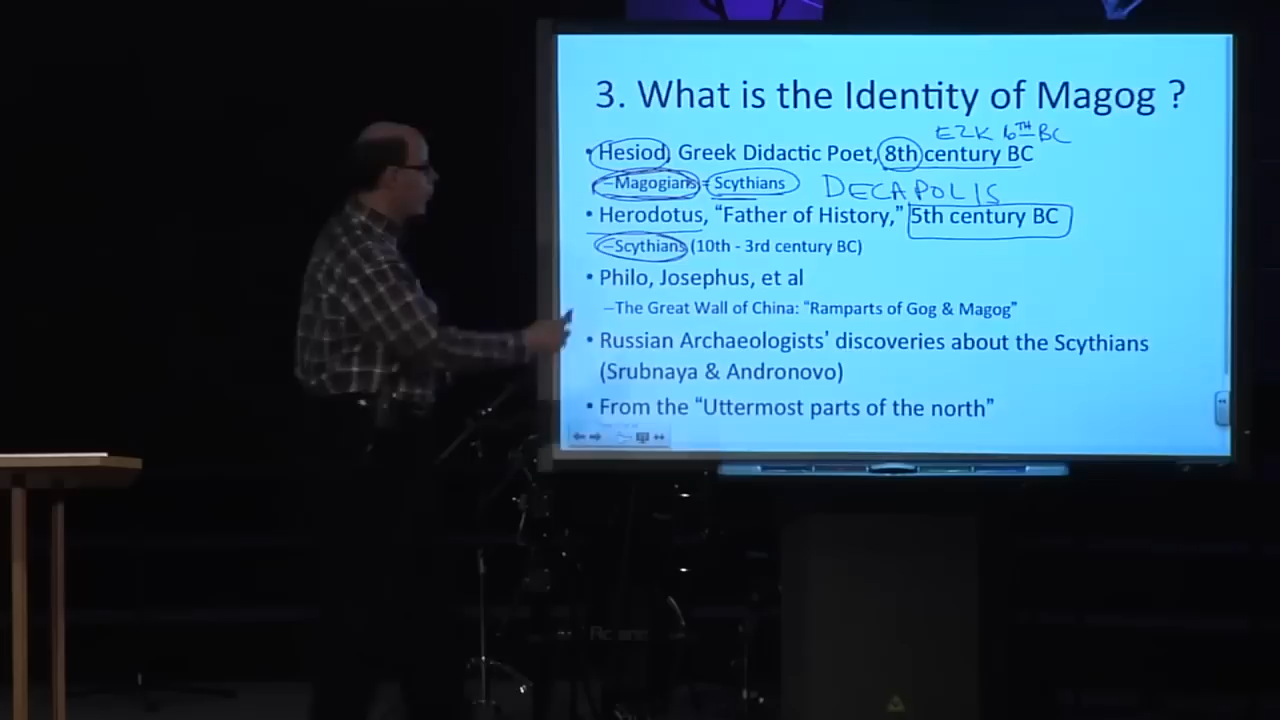 3. What is the Identity of Magog ?
EZK 6TH BC
• Hesiod, Greek Didactic Poet, 8th century BC
–Magogians = Scythians DECAPOLIS
• Herodotus, “Father of History,” 5th century BC
–Scythians (10th - 3rd century BC)
• Philo, Josephus, et al
–The Great Wall of China: “Ramparts of Gog & Magog”
• Russian Archaeologists’ discoveries about the Scythians
(Srubnaya & Andronovo)
• From the “Uttermost parts of the north”